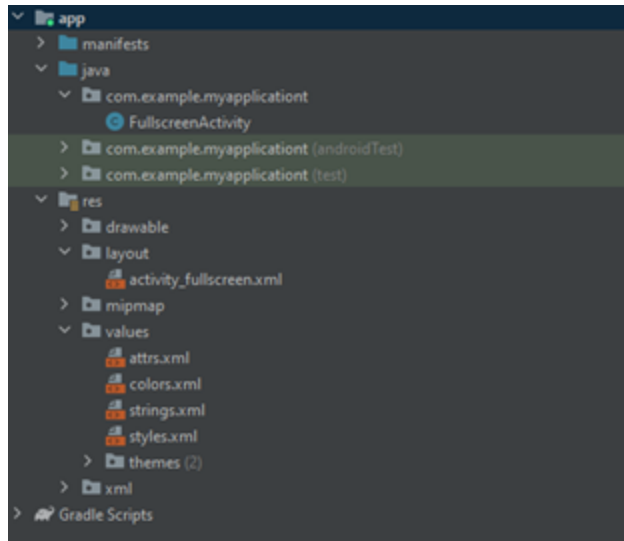 app
manifests
java
com.example.myapplicationt
FullscreenActivity
com.example.myapplicationt (androidTest)
com.example.myapplicationt (test)
res
drawable
layout
activity_fullscreen.xml
mipmap
values
attrs.xml
colors.xml
strings.xml
styles.xml
themes (2)
xml
Gradle Scripts